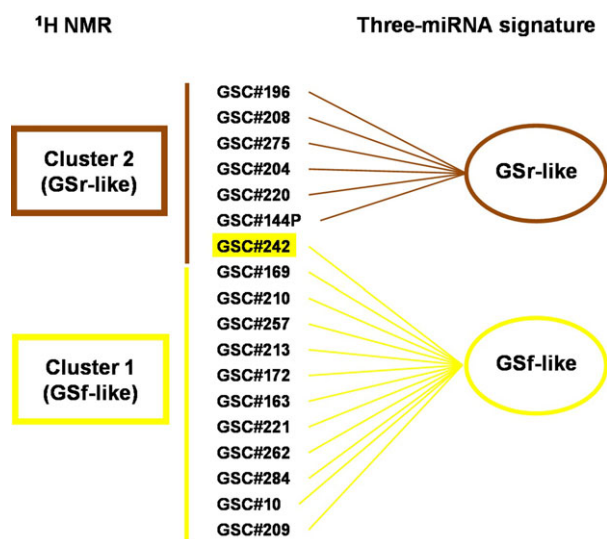 ¹H NMR
Three-miRNA signature
GSC#196
GSC#208
GSC#275
GSC#204
GSC#220
GSC#144P
GSC#242
GSC#169
GSC#210
GSC#257
GSC#213
GSC#172
GSC#163
GSC#221
GSC#262
GSC#284
GSC#10
GSC#209
Cluster 2
(GSr-like)
Cluster 1
(GSf-like)
GSr-like
GSf-like